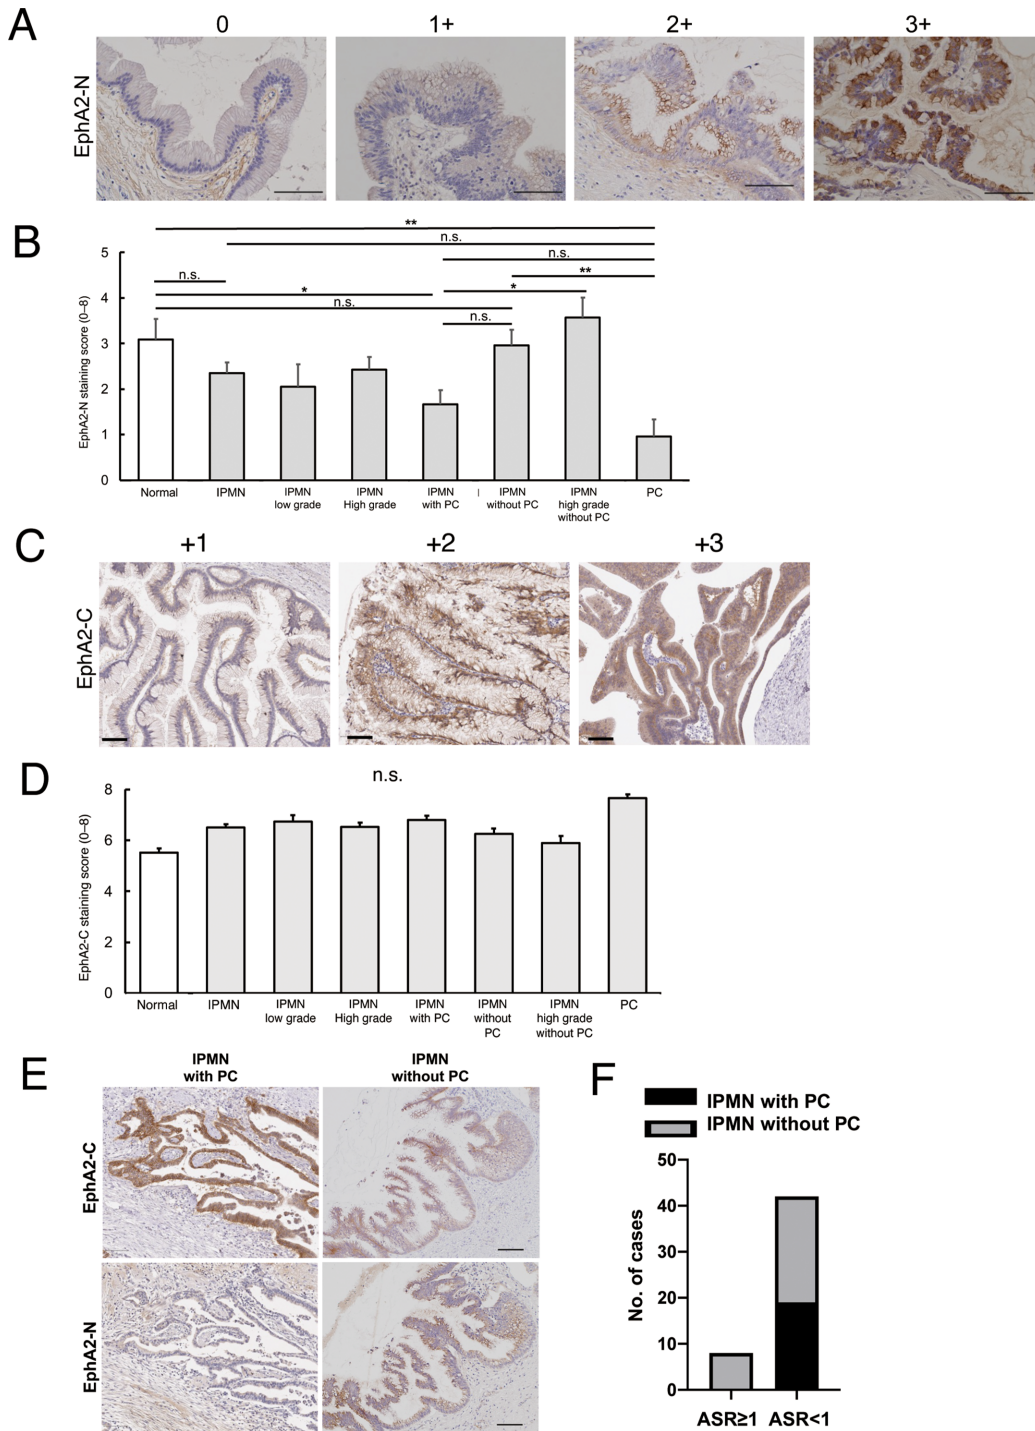 A
0
1+
2+
3+
EphA2-N
B
**
n.s.
n.s.
**
n.s.
*
*
n.s.
n.s.
EphA2-N staining score (0–8)
5
4
3
2
1
0
Normal
IPMN
IPMN
low grade
IPMN
High grade
IPMN
with PC
IPMN
without PC
IPMN
high grade
without PC
PC
C
+1
+2
+3
EphA2-C
D
n.s.
EphA2-C staining score (0–8)
8
6
4
2
0
Normal
IPMN
IPMN
low grade
IPMN
High grade
IPMN
with PC
IPMN
without
PC
IPMN
high grade
without PC
PC
E
IPMN
with PC
IPMN
without PC
EphA2-C
EphA2-N
F
IPMN with PC
IPMN without PC
No. of cases
50
40
30
20
10
0
ASR≥1
ASR<1